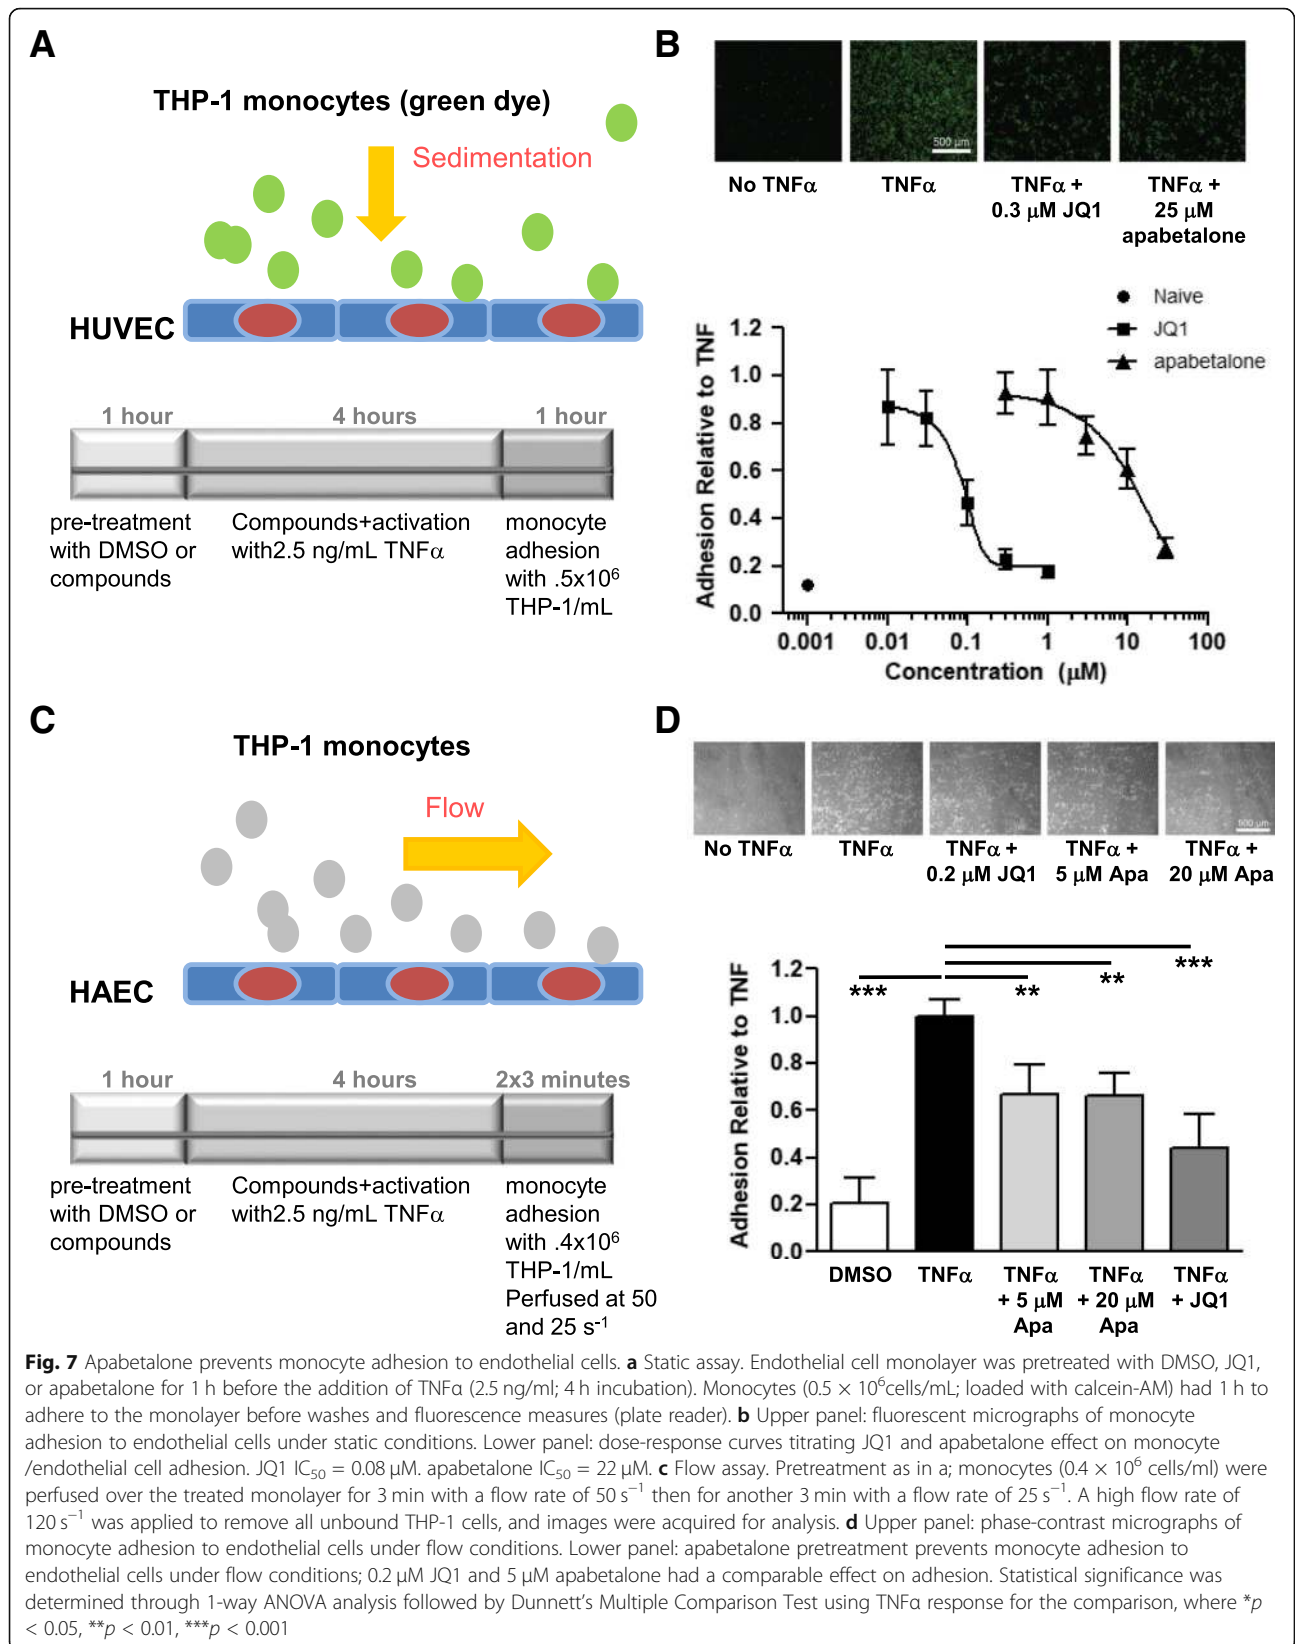 A
THP-1 monocytes (green dye)
Sedimentation
HUVEC
1 hour
4 hours
1 hour
pre-treatment
with DMSO or
compounds
Compounds+activation
with2.5 ng/mL TNFα
monocyte
adhesion
with .5x10⁶
THP-1/mL
B
500 µm
No TNFα
TNFα
TNFα +
0.3 µM JQ1
TNFα +
25 µM
apabetalone
Naive
JQ1
apabetalone
Adhesion Relative to TNF
1.2
1.0
0.8
0.6
0.4
0.2
0.0
0.001
0.01
0.1
1
10
100
Concentration (µM)
C
THP-1 monocytes
Flow
HAEC
1 hour
4 hours
2x3 minutes
pre-treatment
with DMSO or
compounds
Compounds+activation
with2.5 ng/mL TNFα
monocyte
adhesion
with .4x10⁶
THP-1/mL
Perfused at 50
and 25 s⁻¹
D
500 µm
No TNFα
TNFα
TNFα +
0.2 µM JQ1
TNFα +
5 µM Apa
TNFα +
20 µM Apa
Adhesion Relative to TNF
1.2
1.0
0.8
0.6
0.4
0.2
0.0
***
**
**
***
DMSO
TNFα
TNFα
+ 5 µM
Apa
TNFα
+ 20 µM
Apa
TNFα
+ JQ1
Fig. 7 Apabetalone prevents monocyte adhesion to endothelial cells. a Static assay. Endothelial cell monolayer was pretreated with DMSO, JQ1,
or apabetalone for 1 h before the addition of TNFα (2.5 ng/ml; 4 h incubation). Monocytes (0.5 × 10⁶cells/mL; loaded with calcein-AM) had 1 h to
adhere to the monolayer before washes and fluorescence measures (plate reader). b Upper panel: fluorescent micrographs of monocyte
adhesion to endothelial cells under static conditions. Lower panel: dose-response curves titrating JQ1 and apabetalone effect on monocyte
/endothelial cell adhesion. JQ1 IC₅₀ = 0.08 µM. apabetalone IC₅₀ = 22 µM. c Flow assay. Pretreatment as in a; monocytes (0.4 × 10⁶ cells/ml) were
perfused over the treated monolayer for 3 min with a flow rate of 50 s⁻¹ then for another 3 min with a flow rate of 25 s⁻¹. A high flow rate of
120 s⁻¹ was applied to remove all unbound THP-1 cells, and images were acquired for analysis. d Upper panel: phase-contrast micrographs of
monocyte adhesion to endothelial cells under flow conditions. Lower panel: apabetalone pretreatment prevents monocyte adhesion to
endothelial cells under flow conditions; 0.2 µM JQ1 and 5 µM apabetalone had a comparable effect on adhesion. Statistical significance was
determined through 1-way ANOVA analysis followed by Dunnett's Multiple Comparison Test using TNFα response for the comparison, where *p
< 0.05, **p < 0.01, ***p < 0.001